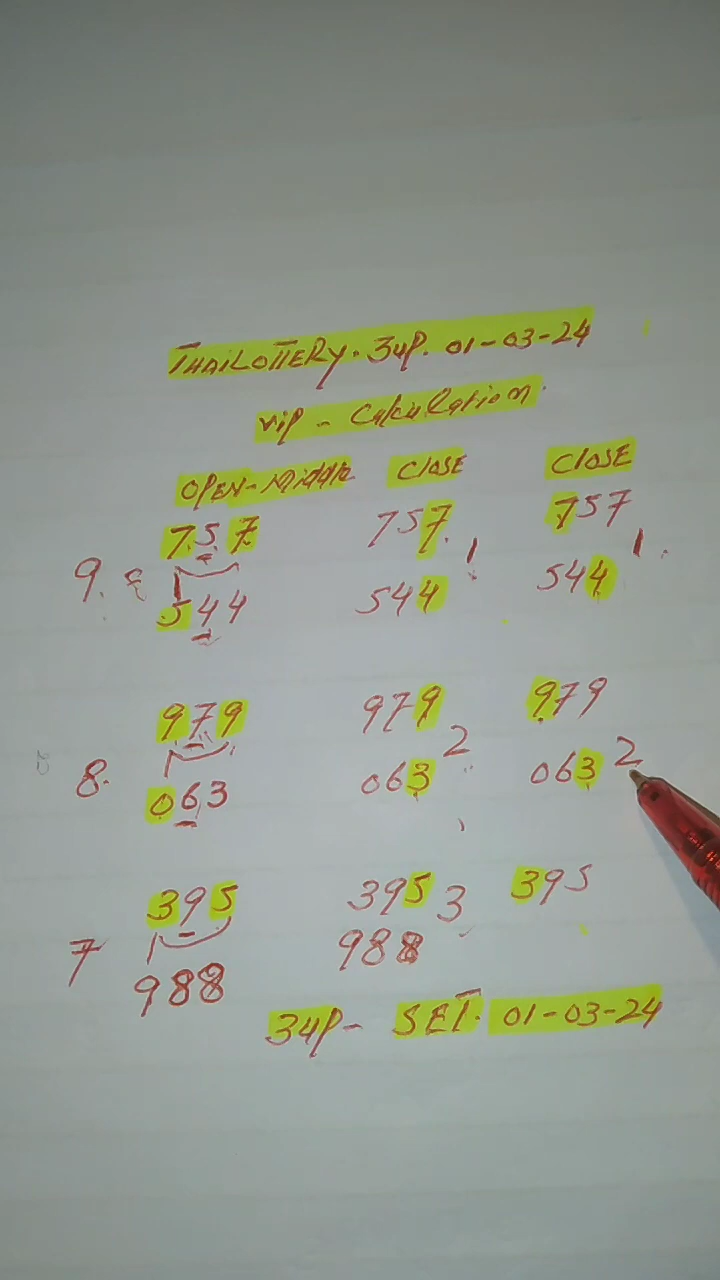 THAILOTTERY. 3UP. 01-03-24
VIP - Calculation.
OPEN-Middle CLOSE CLOSE
757 757 757
9. 1 1.
544 544 544
979 979 979
8. 2 2
063 063 063
395 395 3 395
7
988 988
3UP- SET. 01-03-24